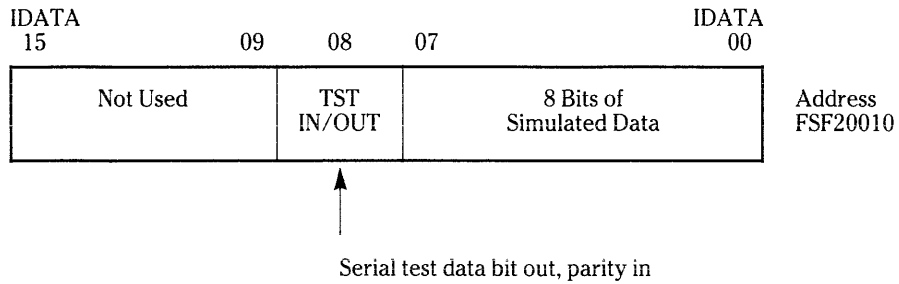 IDATA IDATA
15 09 08 07 00
Not Used TST 8 Bits of Address
IN/OUT Simulated Data FSF20010
Serial test data bit out, parity in